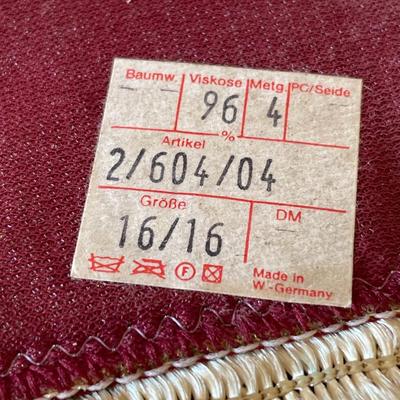 Baumw. Viskose Metg. PC/Seide
— — 96 4
%
Artikel
2/604/04
Größe DM
16/16 —
F
Made in
W.-Germany